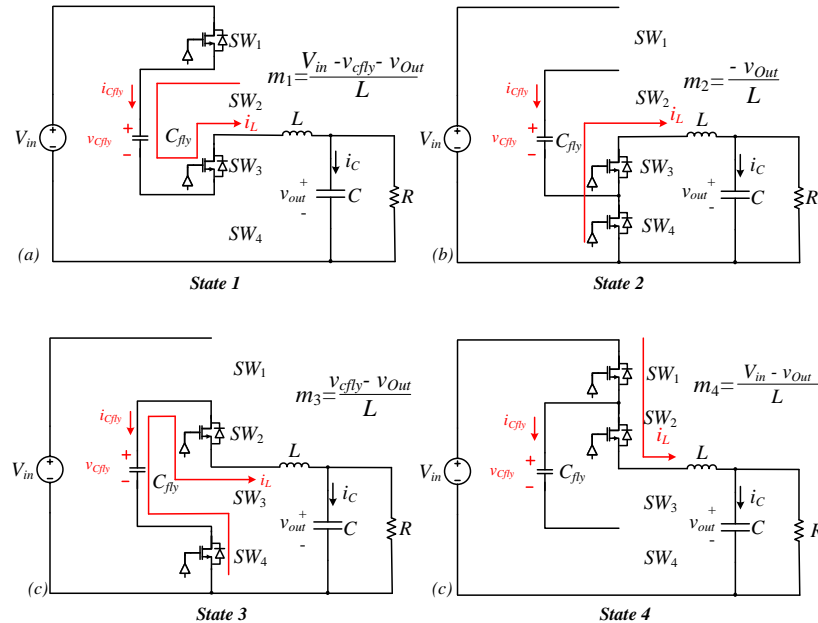 SW1
m1=Vin -vcfly- vOut
L
iCfly
SW2
Vin
+
vCfly
-
Cfly
iL
L
SW3
iC
vout
+
-
C
R
SW4
(a)
State 1
SW1
m2=- vOut
L
iCfly
SW2
iL
L
Vin
+
vCfly
-
Cfly
SW3
iC
vout
+
-
C
R
SW4
(b)
State 2
SW1
m3=vcfly- vOut
L
iCfly
SW2
L
Vin
+
vCfly
-
Cfly
iL
SW3
iC
vout
+
-
C
R
SW4
(c)
State 3
SW1
m4=Vin - vOut
L
iCfly
SW2
iL
L
Vin
+
vCfly
-
Cfly
SW3
iC
vout
+
-
C
R
SW4
(c)
State 4